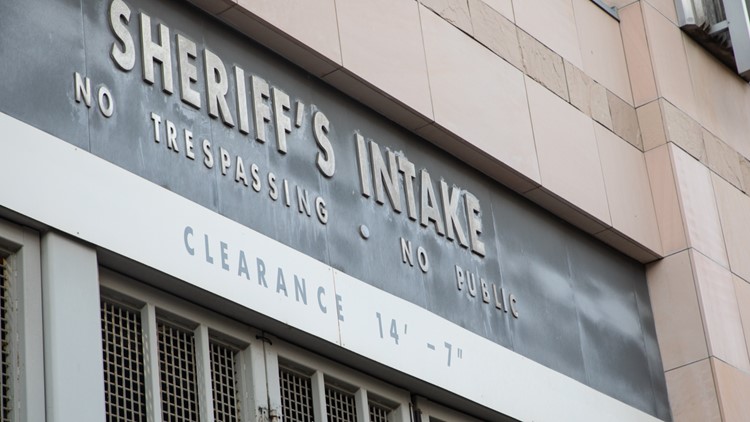 SHERIFF'S INTAKE
NO TRESPASSING • NO PUBLIC
CLEARANCE 14' - 7"